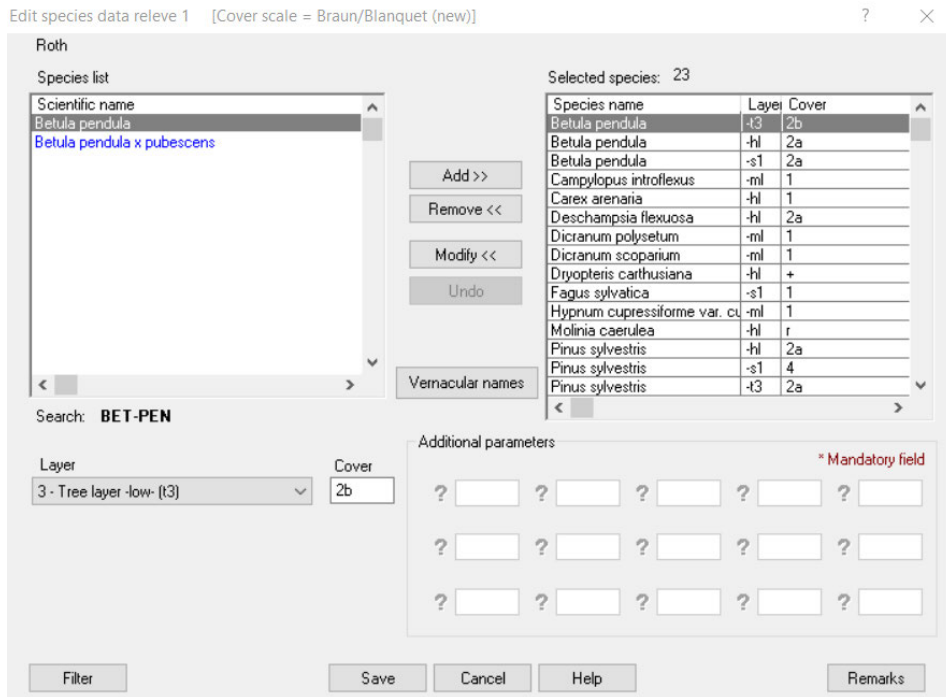 Edit species data releve 1 [Cover scale = Braun/Blanquet (new)] ? ×
Roth
Species list
Scientific name
Betula pendula
Betula pendula x pubescens
Add >>
Remove <<
Modify <<
Undo
Vernacular names
Selected species: 23
Species name Layer Cover
Betula pendula -t3 2b
Betula pendula -hl 2a
Betula pendula -s1 2a
Campylopus introflexus -ml 1
Carex arenaria -hl 1
Deschampsia flexuosa -hl 2a
Dicranum polysetum -ml 1
Dicranum scoparium -ml 1
Dryopteris carthusiana -hl +
Fagus sylvatica -s1 1
Hypnum cupressiforme var. cu -ml 1
Molinia caerulea -hl r
Pinus sylvestris -hl 2a
Pinus sylvestris -s1 4
Pinus sylvestris -t3 2a
Search: BET-PEN
Layer Cover
3 - Tree layer -low- (t3) 2b
Additional parameters
* Mandatory field
? ? ? ? ?
? ? ? ? ?
? ? ? ? ?
Filter Save Cancel Help Remarks